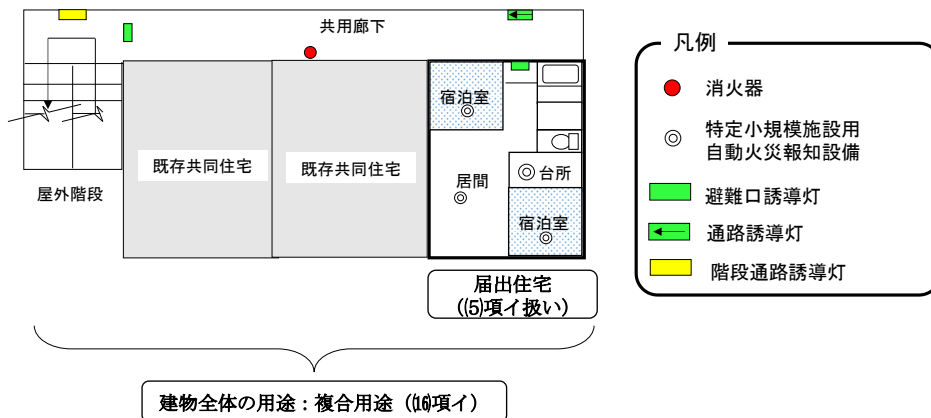 共用廊下
宿泊室
既存共同住宅
既存共同住宅
居間
台所
宿泊室
屋外階段
届出住宅
((5)項イ扱い)
建物全体の用途：複合用途（(16)項イ）
凡例
消火器
特定小規模施設用
自動火災報知設備
避難口誘導灯
通路誘導灯
階段通路誘導灯